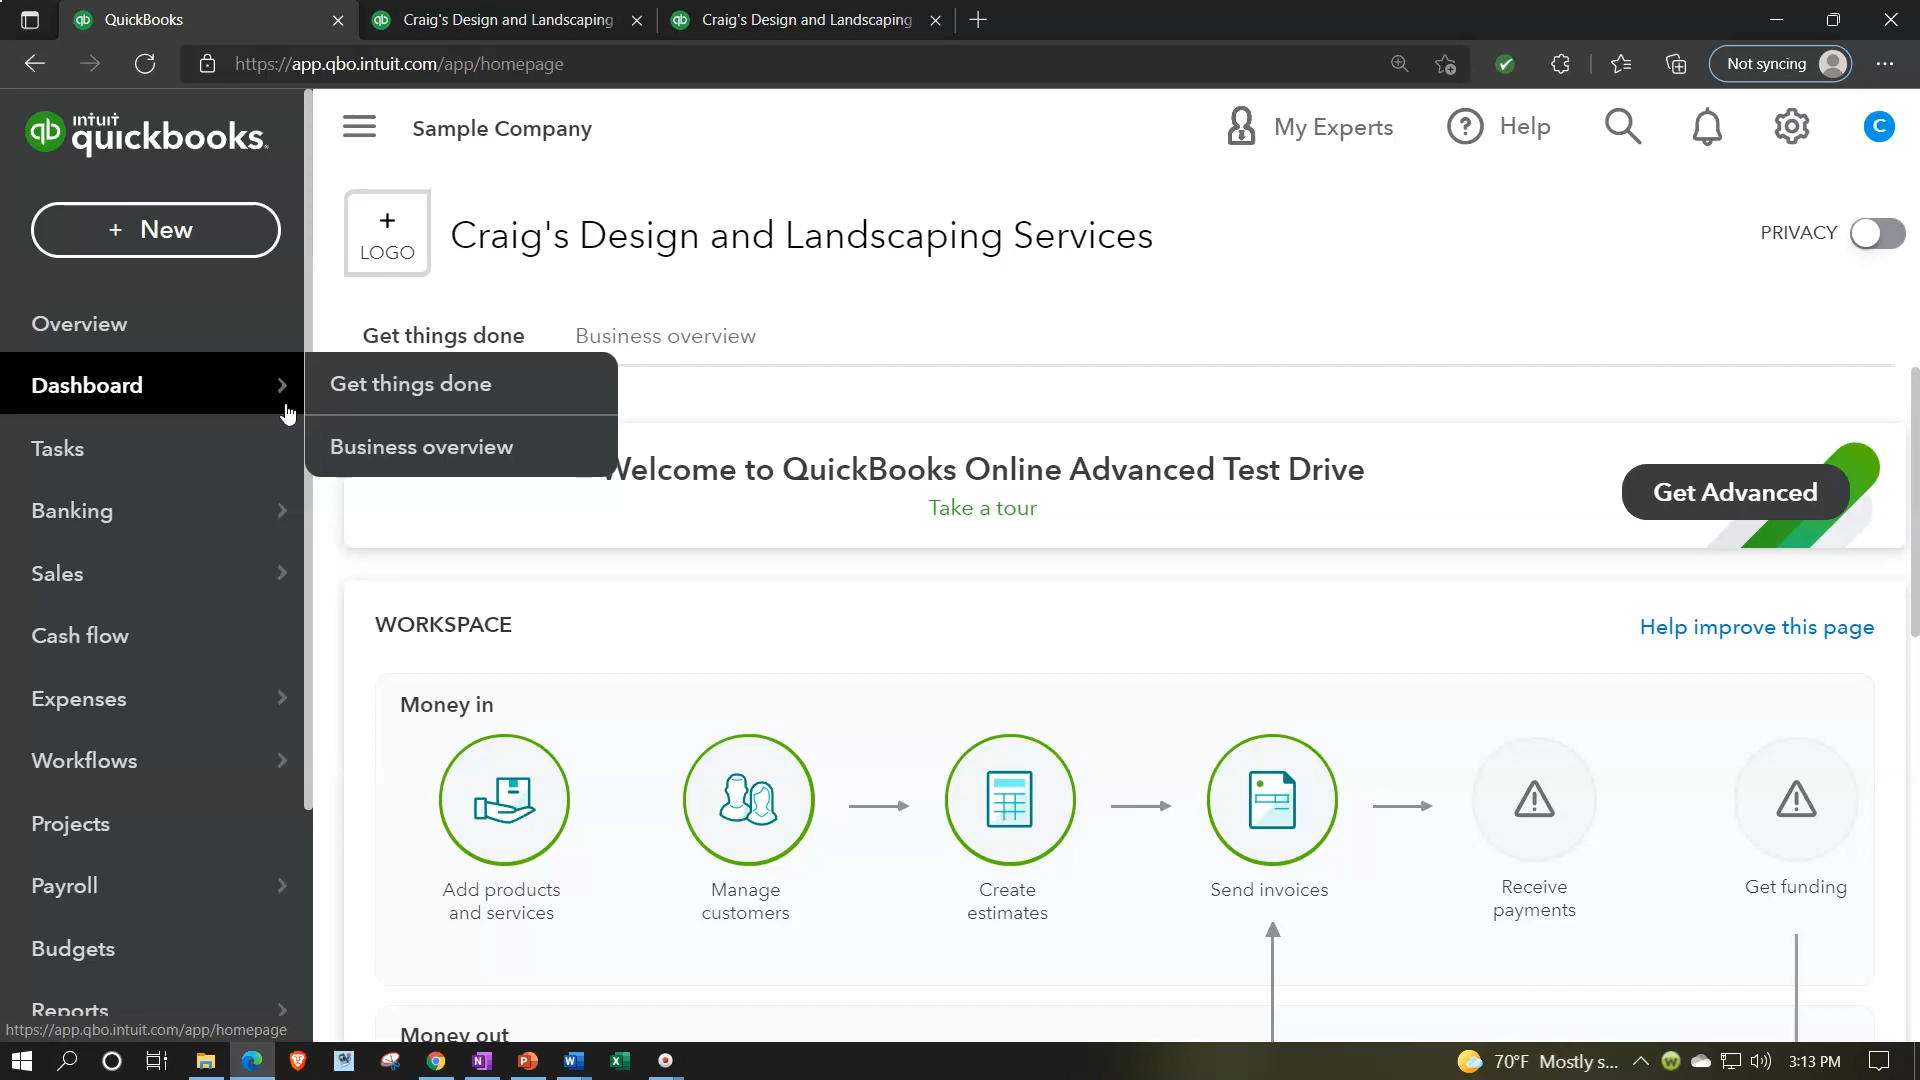 QuickBooks
Craig's Design and Landscaping
Craig's Design and Landscaping
https://app.qbo.intuit.com/app/homepage
Not syncing
intuit
quickbooks.
Sample Company
My Experts
Help
C
+ New
+
LOGO
Craig's Design and Landscaping Services
PRIVACY
Overview
Get things done
Business overview
Dashboard
Get things done
Tasks
Business overview
Welcome to QuickBooks Online Advanced Test Drive
Take a tour
Get Advanced
Banking
Sales
Cash flow
Expenses
Workflows
Projects
Payroll
Budgets
Reports
https://app.qbo.intuit.com/app/homepage
WORKSPACE
Help improve this page
Money in
Add products
and services
Manage
customers
Create
estimates
Send invoices
Receive
payments
Get funding
Money out
70°F Mostly s...
3:13 PM